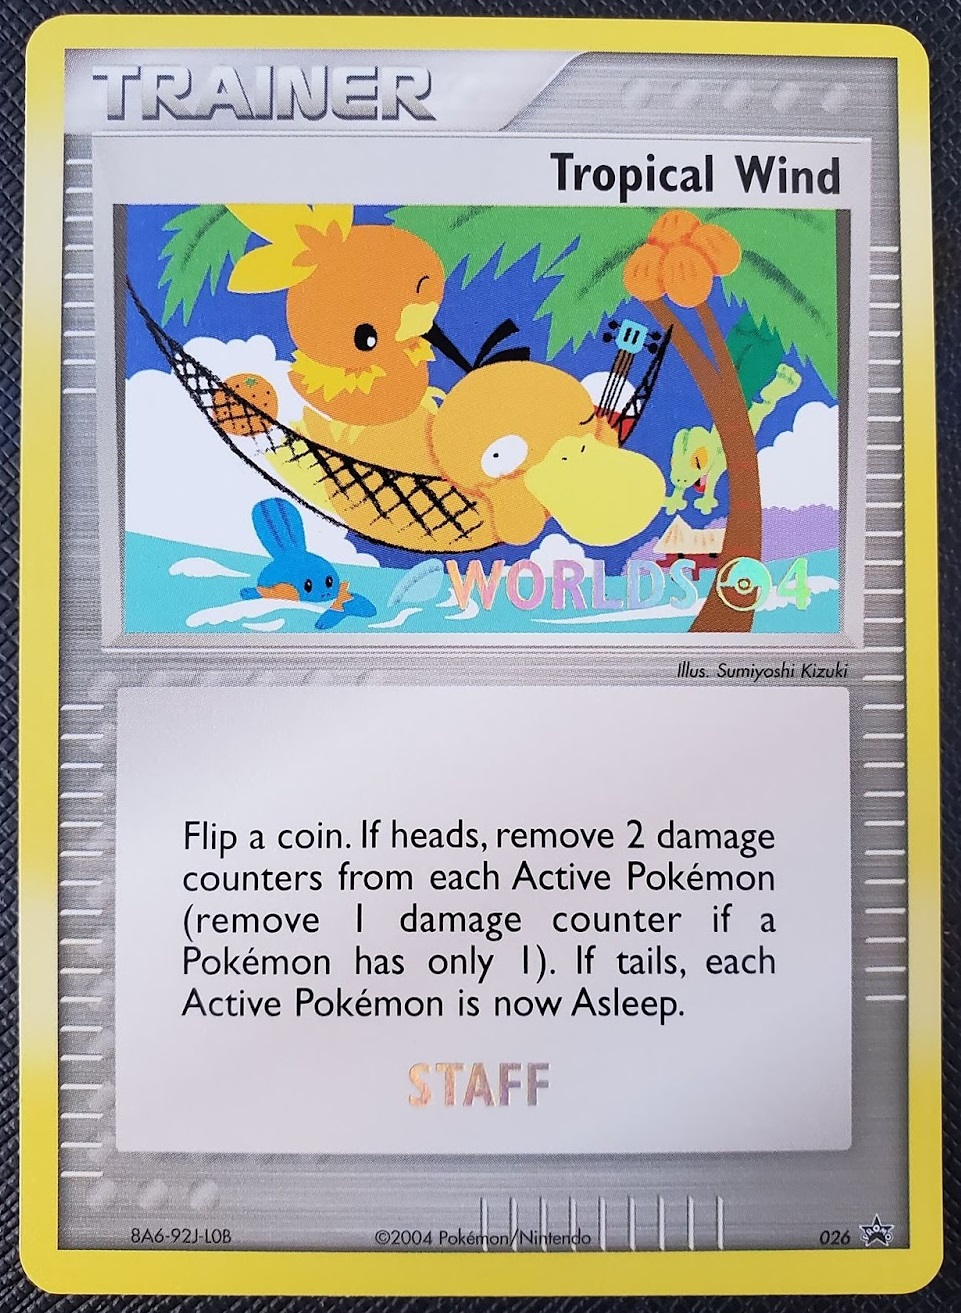 TRAINER
Tropical Wind
WORLDS 04
Illus. Sumiyoshi Kizuki
Flip a coin. If heads, remove 2 damage
counters from each Active Pokémon
(remove 1 damage counter if a
Pokémon has only 1). If tails, each
Active Pokémon is now Asleep.
STAFF
8A6-92J-L0B
©2004 Pokémon/Nintendo
026
PROMO